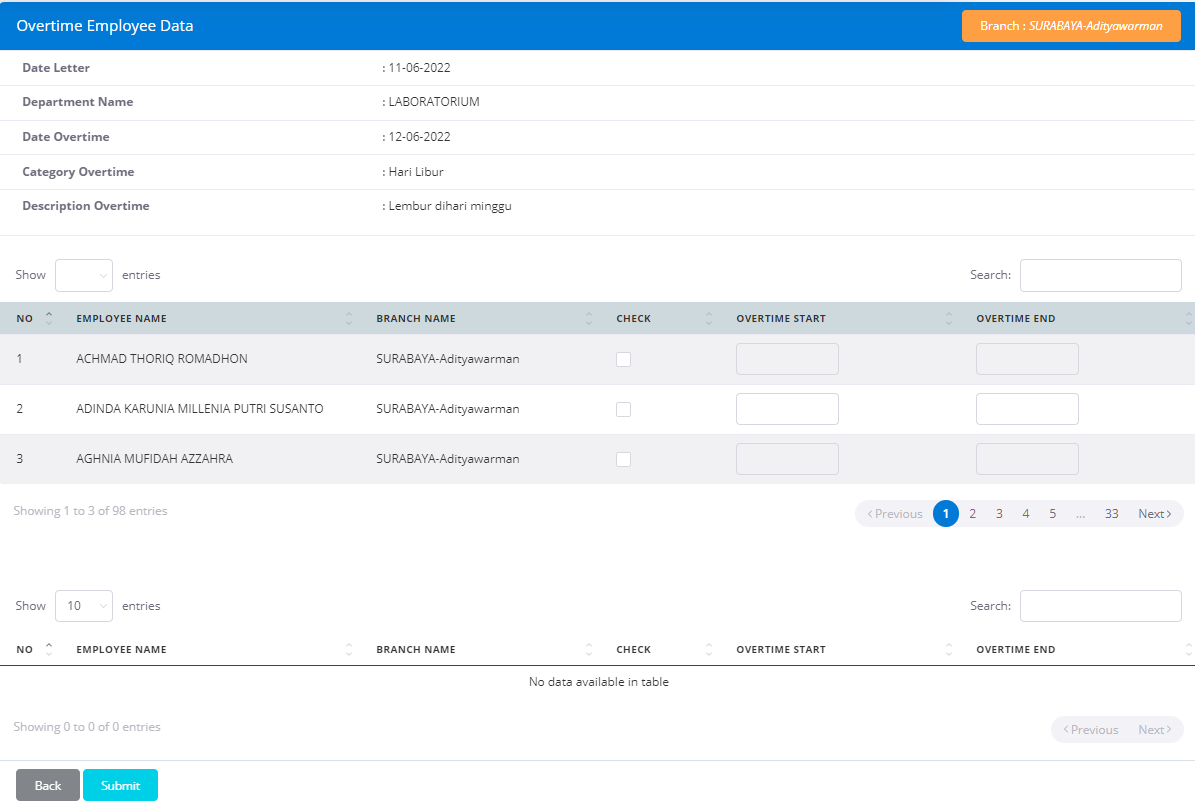 Overtime Employee Data Branch : SURABAYA-Adityawarman
Date Letter : 11-06-2022
Department Name : LABORATORIUM
Date Overtime : 12-06-2022
Category Overtime : Hari Libur
Description Overtime : Lembur dihari minggu
Show entries Search:
NO EMPLOYEE NAME BRANCH NAME CHECK OVERTIME START OVERTIME END
1 ACHMAD THORIQ ROMADHON SURABAYA-Adityawarman
2 ADINDA KARUNIA MILLENIA PUTRI SUSANTO SURABAYA-Adityawarman
3 AGHNIA MUFIDAH AZZAHRA SURABAYA-Adityawarman
Showing 1 to 3 of 98 entries Previous 1 2 3 4 5 ... 33 Next
Show 10 entries Search:
NO EMPLOYEE NAME BRANCH NAME CHECK OVERTIME START OVERTIME END
No data available in table
Showing 0 to 0 of 0 entries Previous Next
Back Submit